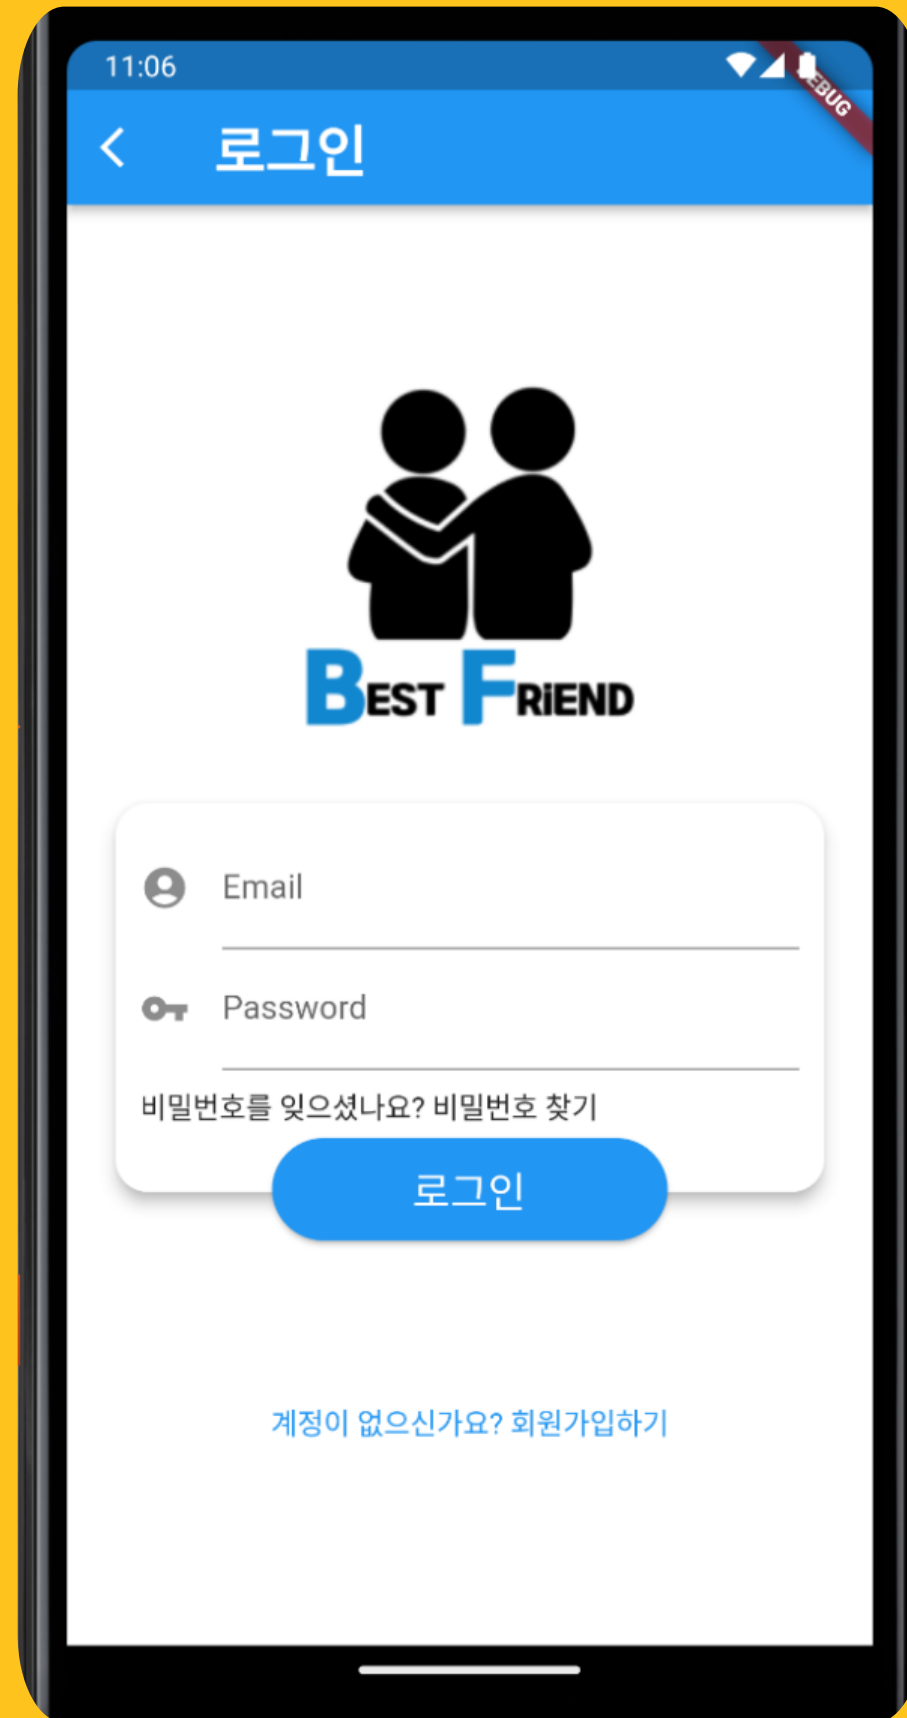 11:06
DEBUG
로그인
BEST FRiEND
Email
Password
비밀번호를 잊으셨나요? 비밀번호 찾기
로그인
계정이 없으신가요? 회원가입하기